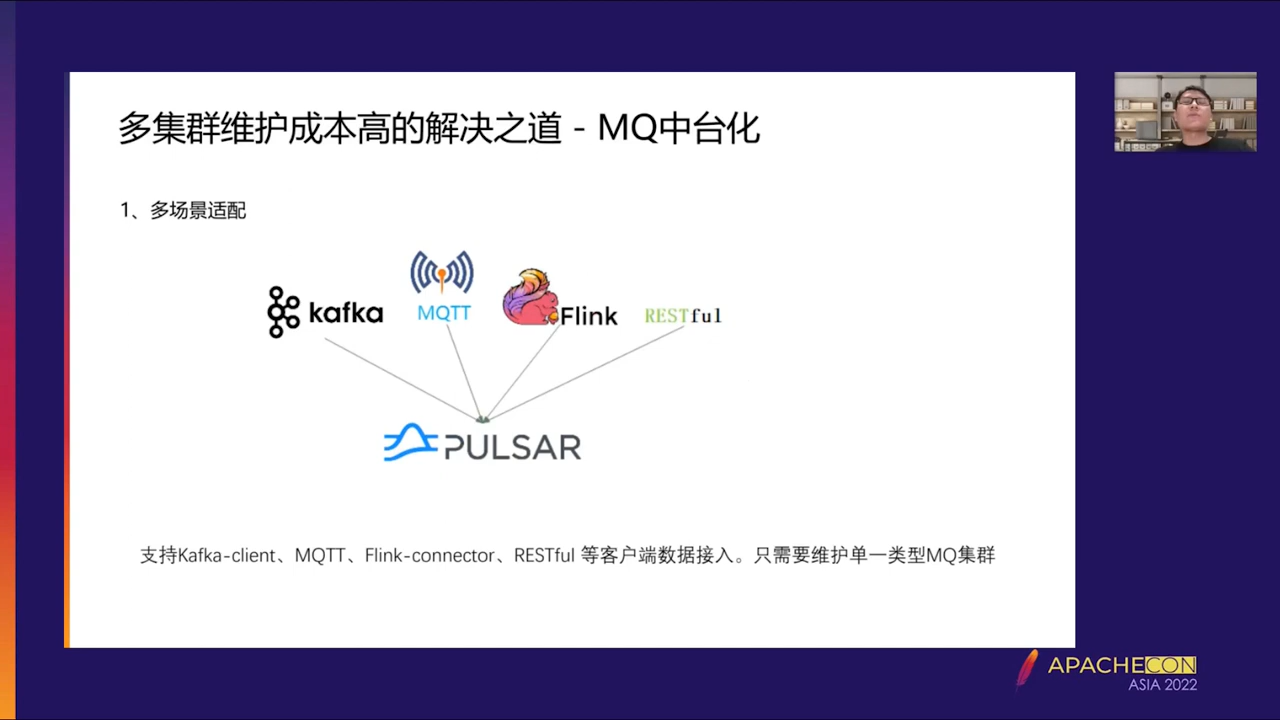 多集群维护成本高的解决之道 - MQ中台化
1、多场景适配
kafka
MQTT
Flink
RESTful
PULSAR
支持Kafka-client、MQTT、Flink-connector、RESTful 等客户端数据接入。只需要维护单一类型MQ集群
APACHECON
ASIA 2022